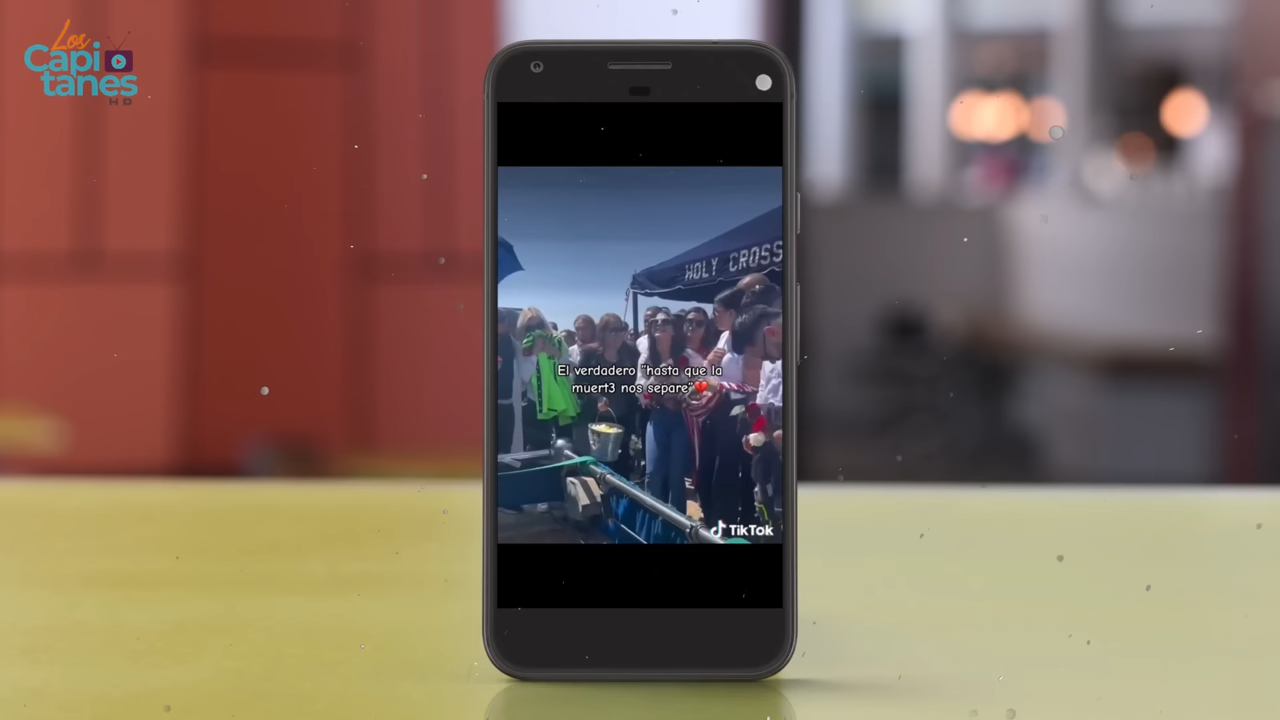 Los
Capi
tanes
HD
HOLY CROSS
El verdadero "hasta que la
muert3 nos separe"💔
TikTok